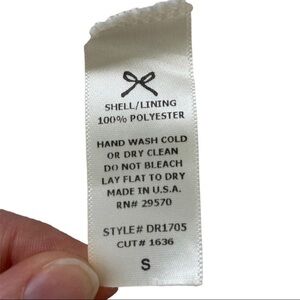 SHELL/LINING
100% POLYESTER
HAND WASH COLD
OR DRY CLEAN
DO NOT BLEACH
LAY FLAT TO DRY
MADE IN U.S.A.
RN# 29570
STYLE# DR1705
CUT# 1636
S